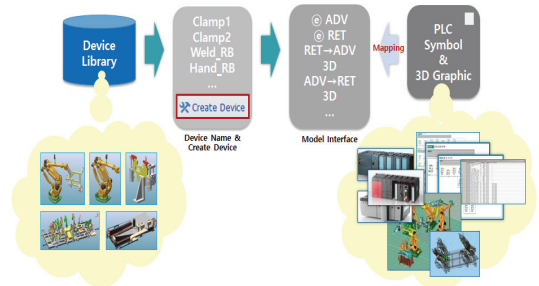 Device
Library
Clamp1
Clamp2
Weld_RB
Hand_RB
...
Create Device
Device Name &
Create Device
ⓔ ADV
ⓔ RET
RET→ADV
3D
ADV→RET
3D
...
Model Interface
Mapping
PLC
Symbol
&
3D Graphic